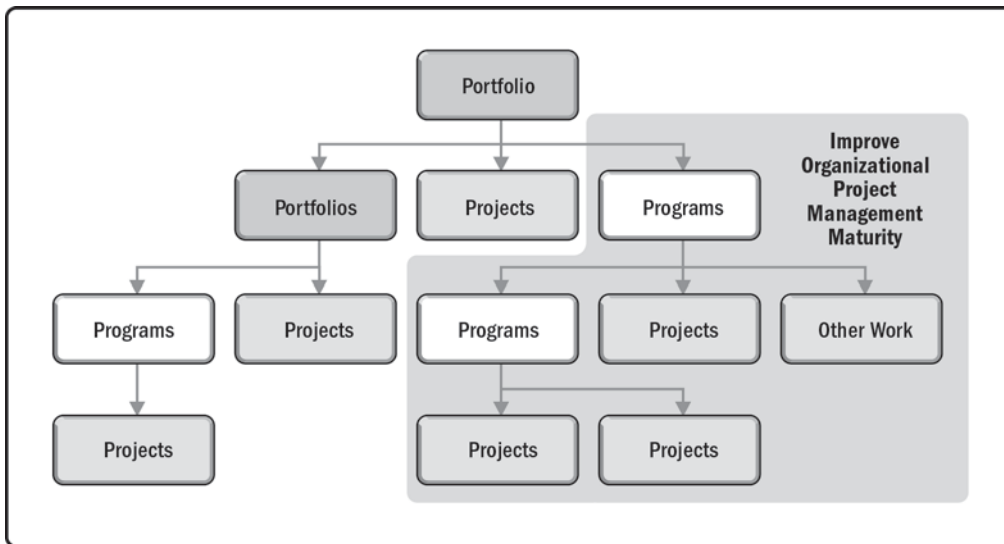 Portfolio
Improve
Organizational
Project
Management
Maturity
Portfolios
Projects
Programs
Programs
Projects
Programs
Projects
Other Work
Projects
Projects
Projects